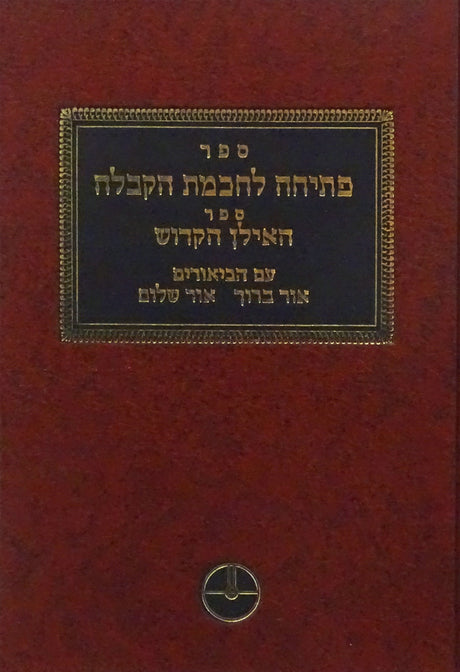 ספר
פתיחה לחכמת הקבלה
ספר
האילן הקדוש
עם הביאורים
אור ברוך אור שלום